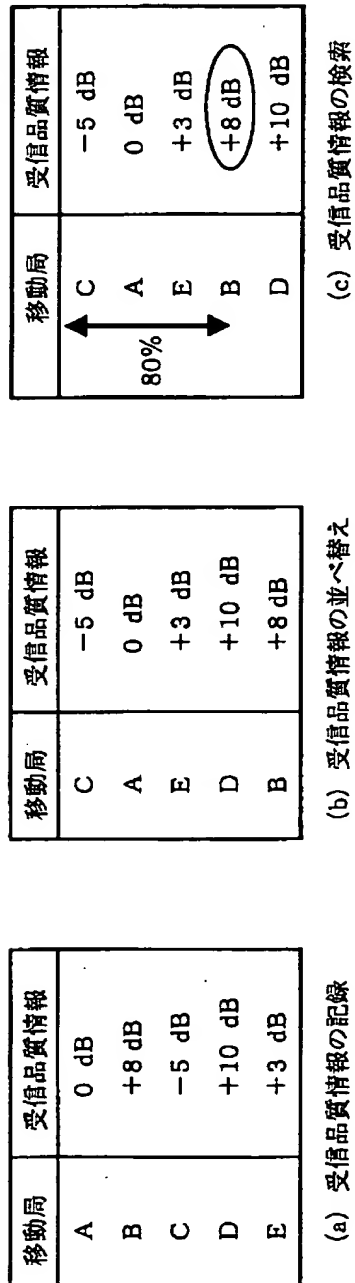 移動局 受信品質情報
A 0 dB
B +8 dB
C −5 dB
D +10 dB
E +3 dB
(a) 受信品質情報の記録
移動局 受信品質情報
C −5 dB
A 0 dB
E +3 dB
D +10 dB
B +8 dB
(b) 受信品質情報の並べ替え
移動局 受信品質情報
C −5 dB
A 0 dB
E +3 dB
B +8 dB
D +10 dB
80%
(c) 受信品質情報の検索